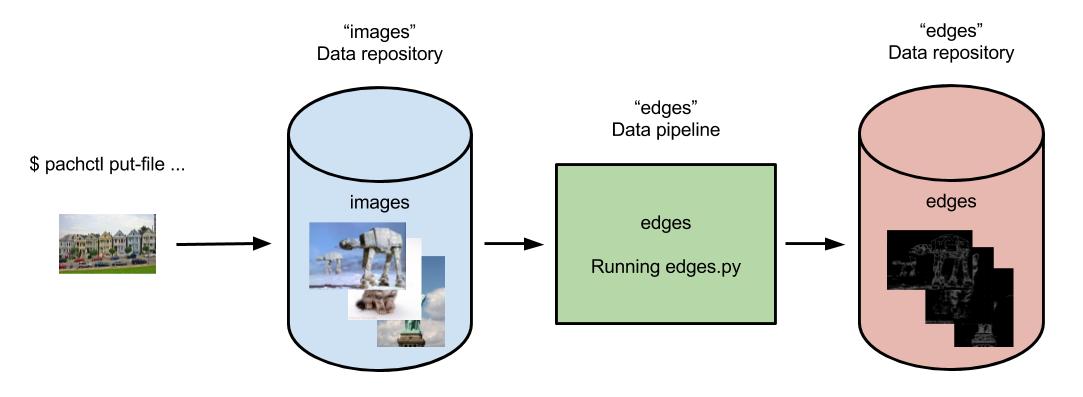 “images”
Data repository
“edges”
Data repository
“edges”
Data pipeline
$ pachctl put-file ...
images
edges
edges
Running edges.py